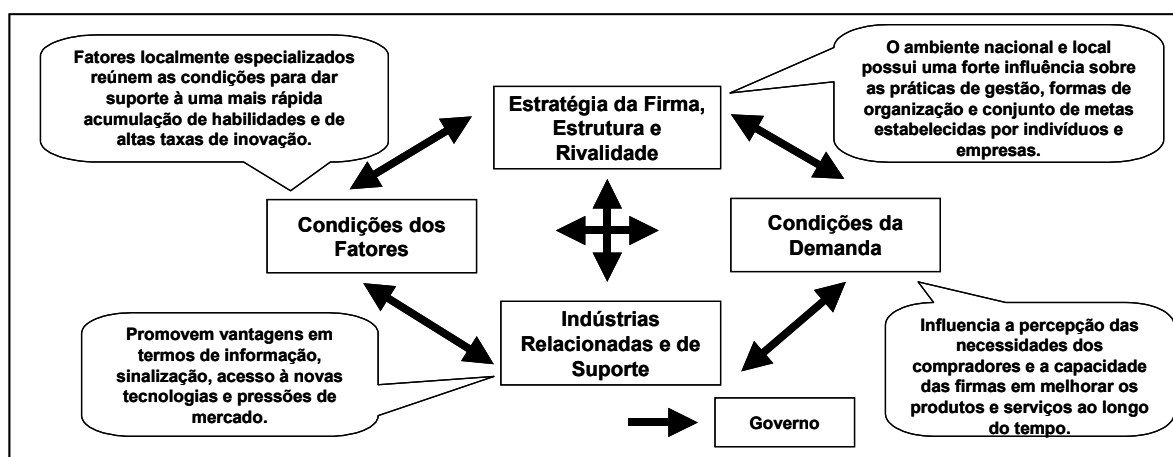 Fatores localmente especializados
reúnem as condições para dar
suporte à uma mais rápida
acumulação de habilidades e de
altas taxas de inovação.
O ambiente nacional e local
possui uma forte influência sobre
as práticas de gestão, formas de
organização e conjunto de metas
estabelecidas por indivíduos e
empresas.
Estratégia da Firma,
Estrutura e
Rivalidade
Condições dos
Fatores
Condições da
Demanda
Indústrias
Relacionadas e de
Suporte
Promovem vantagens em
termos de informação,
sinalização, acesso à novas
tecnologias e pressões de
mercado.
Influencia a percepção das
necessidades dos
compradores e a capacidade
das firmas em melhorar os
produtos e serviços ao longo
do tempo.
Governo